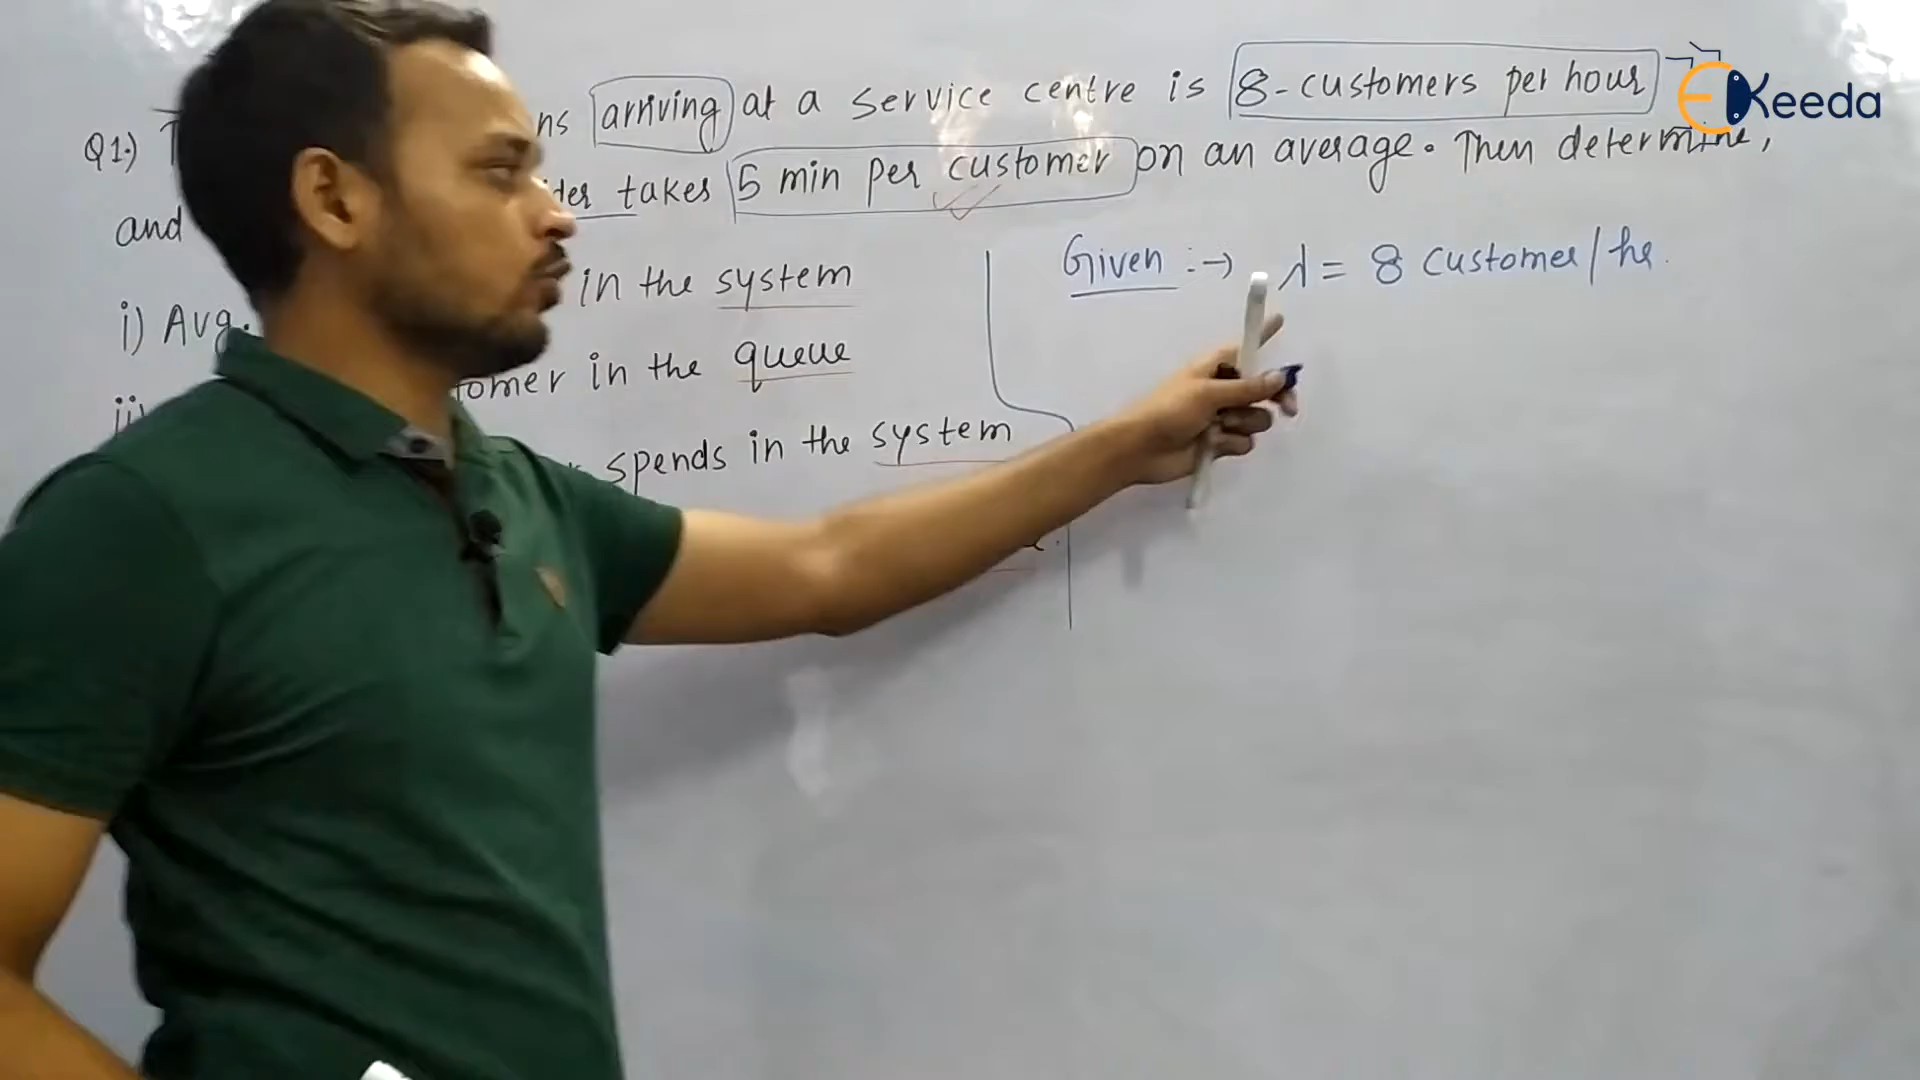 Q1.) ns arriving at a service centre is 8-customers per hour
and takes 5 min per customer on an average. Then determine,
i) Avg. in the system
ii) in the queue
spends in the system
Given :→ λ = 8 customer/hr.
EKeeda